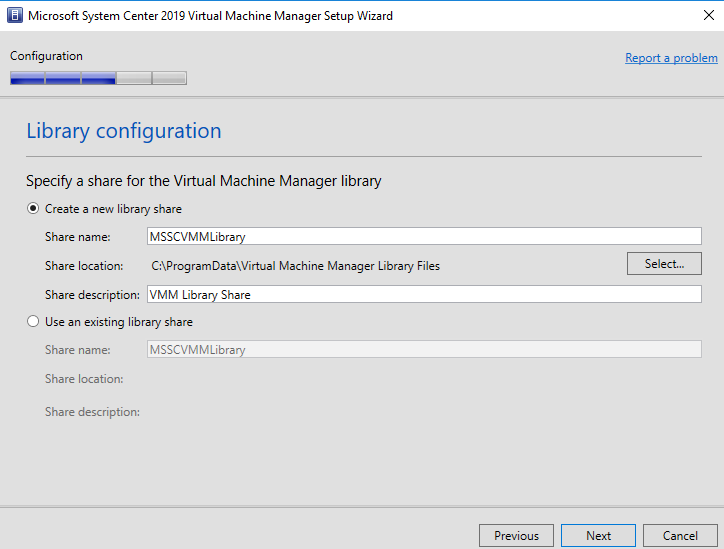 Microsoft System Center 2019 Virtual Machine Manager Setup Wizard
Configuration
Report a problem
Library configuration
Specify a share for the Virtual Machine Manager library
Create a new library share
Share name: MSSCVMMLibrary
Share location: C:\ProgramData\Virtual Machine Manager Library Files Select...
Share description: VMM Library Share
Use an existing library share
Share name: MSSCVMMLibrary
Share location:
Share description:
Previous Next Cancel